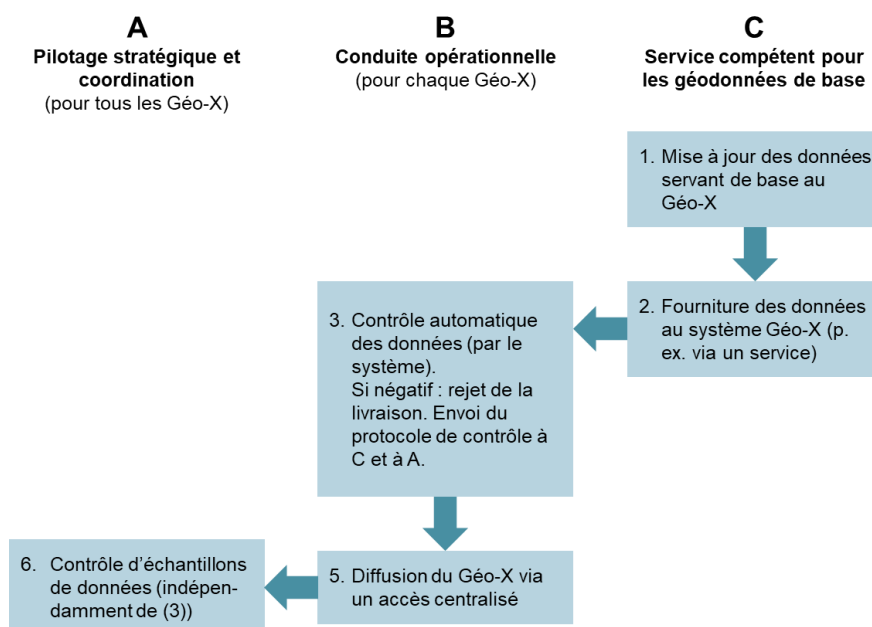 A
Pilotage stratégique et
coordination
(pour tous les Géo-X)
B
Conduite opérationnelle
(pour chaque Géo-X)
C
Service compétent pour
les géodonnées de base
1. Mise à jour des données
servant de base au
Géo-X
2. Fourniture des données
au système Géo-X (p.
ex. via un service)
3. Contrôle automatique
des données (par le
système).
Si négatif : rejet de la
livraison. Envoi du
protocole de contrôle à
C et à A.
5. Diffusion du Géo-X via
un accès centralisé
6. Contrôle d’échantillons
de données (indépen-
damment de (3))